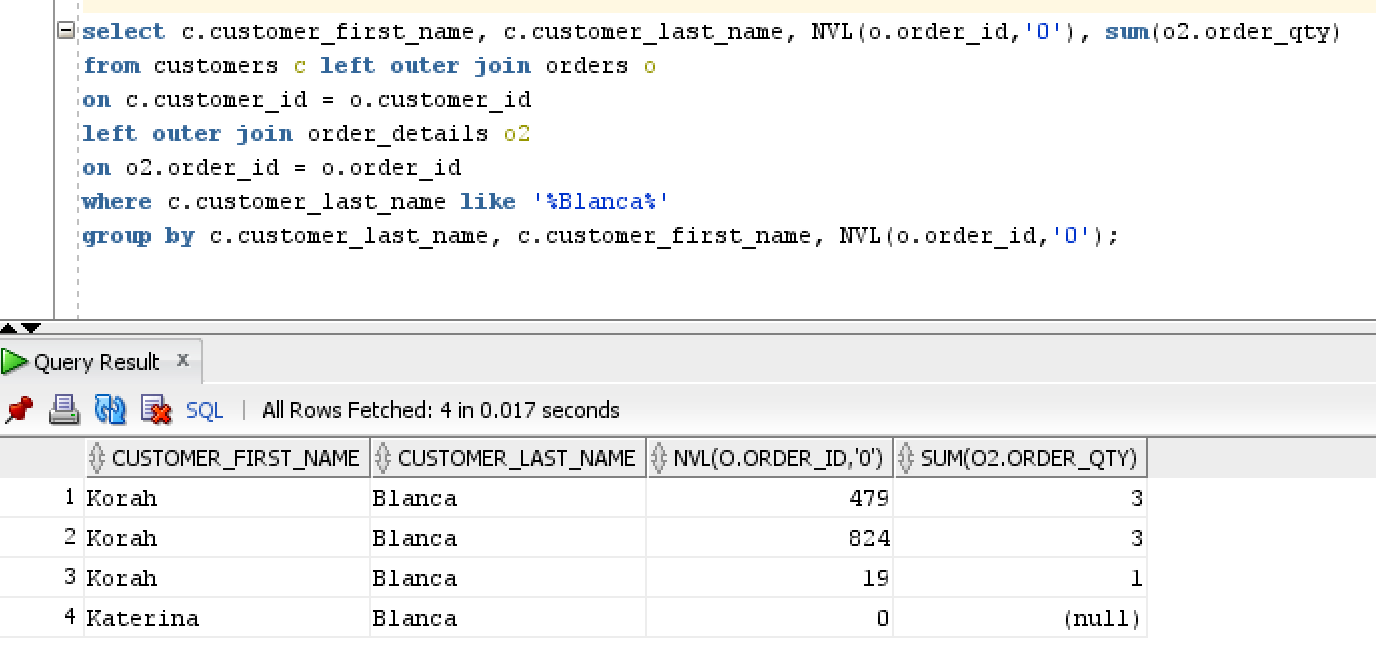 select c.customer_first_name, c.customer_last_name, NVL(o.order_id,'0'), sum(o2.order_qty)
from customers c left outer join orders o
on c.customer_id = o.customer_id
left outer join order_details o2
on o2.order_id = o.order_id
where c.customer_last_name like '%Blanca%'
group by c.customer_last_name, c.customer_first_name, NVL(o.order_id,'0');
Query Result x
SQL | All Rows Fetched: 4 in 0.017 seconds
CUSTOMER_FIRST_NAME CUSTOMER_LAST_NAME NVL(O.ORDER_ID,'0') SUM(O2.ORDER_QTY)
1 Korah Blanca 479 3
2 Korah Blanca 824 3
3 Korah Blanca 19 1
4 Katerina Blanca 0 (null)